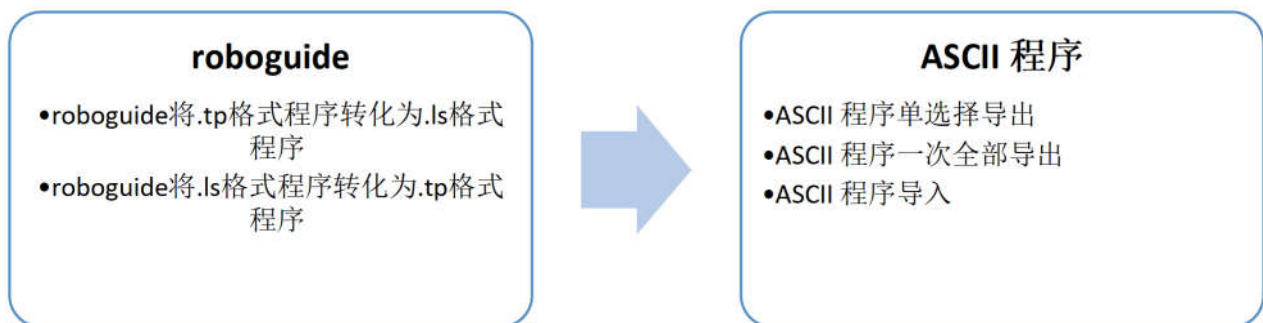 roboguide
•roboguide将.tp格式程序转化为.ls格式
程序
•roboguide将.ls格式程序转化为.tp格式
程序
ASCII 程序
•ASCII 程序单选择导出
•ASCII 程序一次全部导出
•ASCII 程序导入